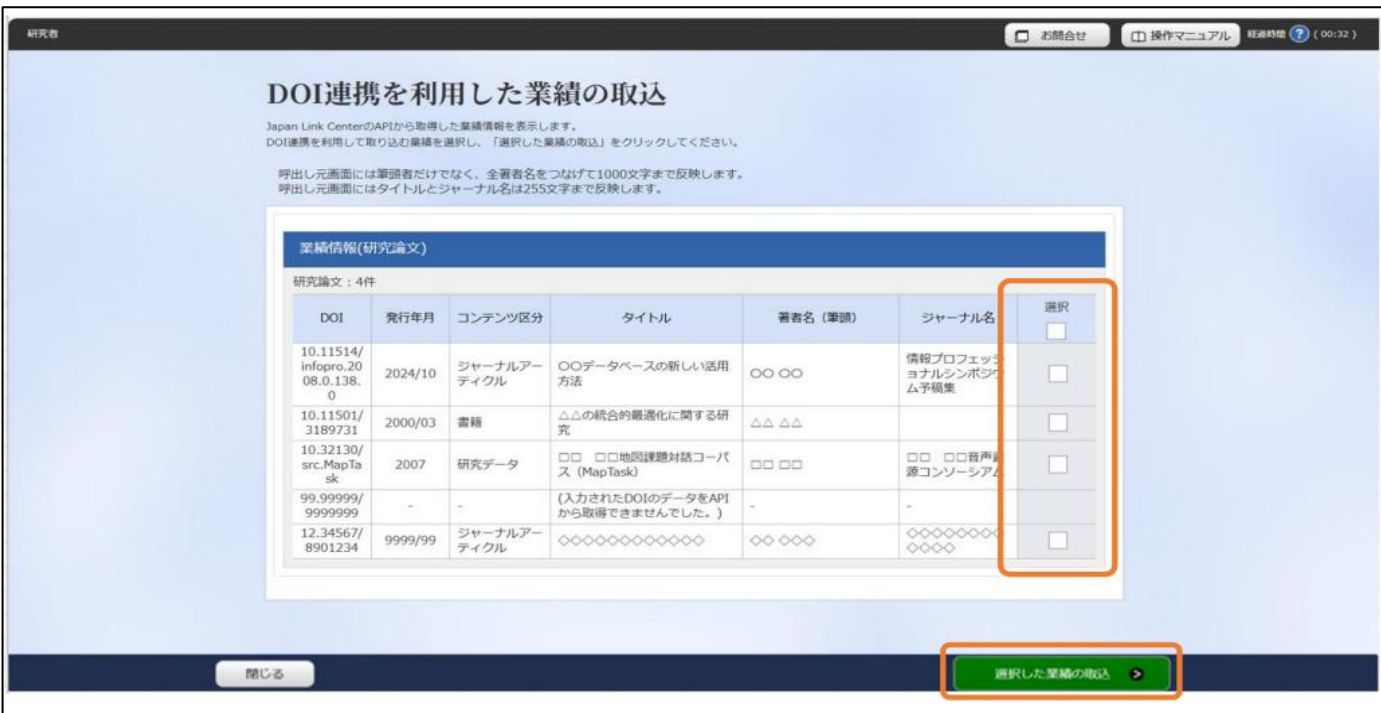 研究者
お問合せ
操作マニュアル
経過時間 ? ( 00:32 )
DOI連携を利用した業績の取込
Japan Link CenterのAPIから取得した業績情報を表示します。
DOI連携を利用して取り込む業績を選択し、「選択した業績の取込」をクリックしてください。
呼出し元画面には筆頭者だけでなく、全著者名をつなげて1000文字まで反映します。
呼出し元画面にはタイトルとジャーナル名は255文字まで反映します。
業績情報(研究論文)
研究論文：4件
DOI 発行年月 コンテンツ区分 タイトル 著者名（筆頭） ジャーナル名 選択
10.11514/
infopro.20
08.0.138.
0
2024/10
ジャーナルアー
ティクル
〇〇データベースの新しい活用
方法
〇〇 〇〇
情報プロフェッシ
ョナルシンポジウ
ム予稿集
10.11501/
3189731
2000/03
書籍
△△の統合的最適化に関する研
究
△△ △△
10.32130/
src.MapTa
sk
2007
研究データ
□□　□□地図課題対話コーパ
ス（MapTask）
□□ □□
□□　□□音声資
源コンソーシアム
99.99999/
9999999
-
-
(入力されたDOIのデータをAPI
から取得できませんでした。)
-
-
12.34567/
8901234
9999/99
ジャーナルアー
ティクル
◇◇◇◇◇◇◇◇◇◇◇◇
〇〇 〇〇〇
◇◇◇◇◇◇◇◇
◇◇◇◇
閉じる
選択した業績の取込